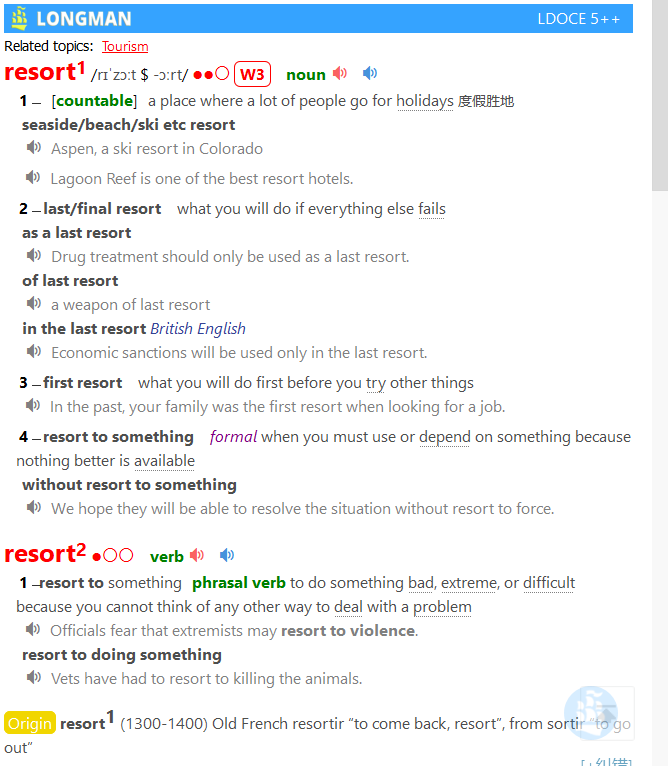 LONGMAN LDOCE 5++
Related topics: Tourism
resort1 /rɪˈzɔːt $ -ɔːrt/ ●●○ W3 noun
1 – [countable] a place where a lot of people go for holidays 度假胜地
seaside/beach/ski etc resort
Aspen, a ski resort in Colorado
Lagoon Reef is one of the best resort hotels.
2 –last/final resort what you will do if everything else fails
as a last resort
Drug treatment should only be used as a last resort.
of last resort
a weapon of last resort
in the last resort British English
Economic sanctions will be used only in the last resort.
3 –first resort what you will do first before you try other things
In the past, your family was the first resort when looking for a job.
4 –resort to something formal when you must use or depend on something because
nothing better is available
without resort to something
We hope they will be able to resolve the situation without resort to force.
resort2 ●○○ verb
1 –resort to something phrasal verb to do something bad, extreme, or difficult
because you cannot think of any other way to deal with a problem
Officials fear that extremists may resort to violence.
resort to doing something
Vets have had to resort to killing the animals.
Origin resort1 (1300-1400) Old French resortir “to come back, resort”, from sortir “to go
out”
[+纠错]